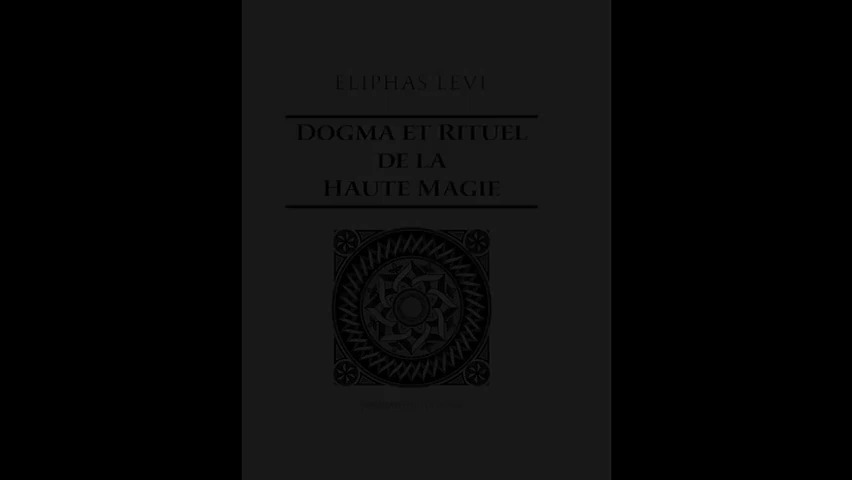 ELIPHAS LEVI
DOGMA ET RITUEL
DE LA
HAUTE MAGIE